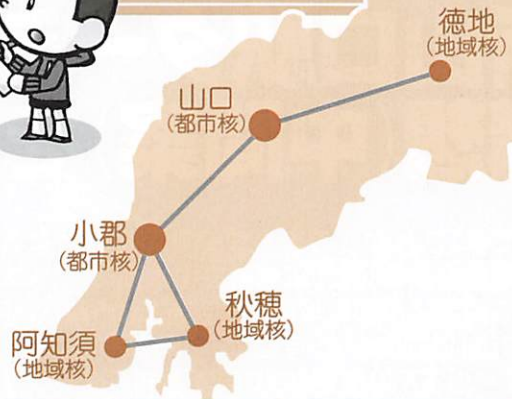 徳地
(地域核)
山口
(都市核)
小郡
(都市核)
秋穂
(地域核)
阿知須
(地域核)